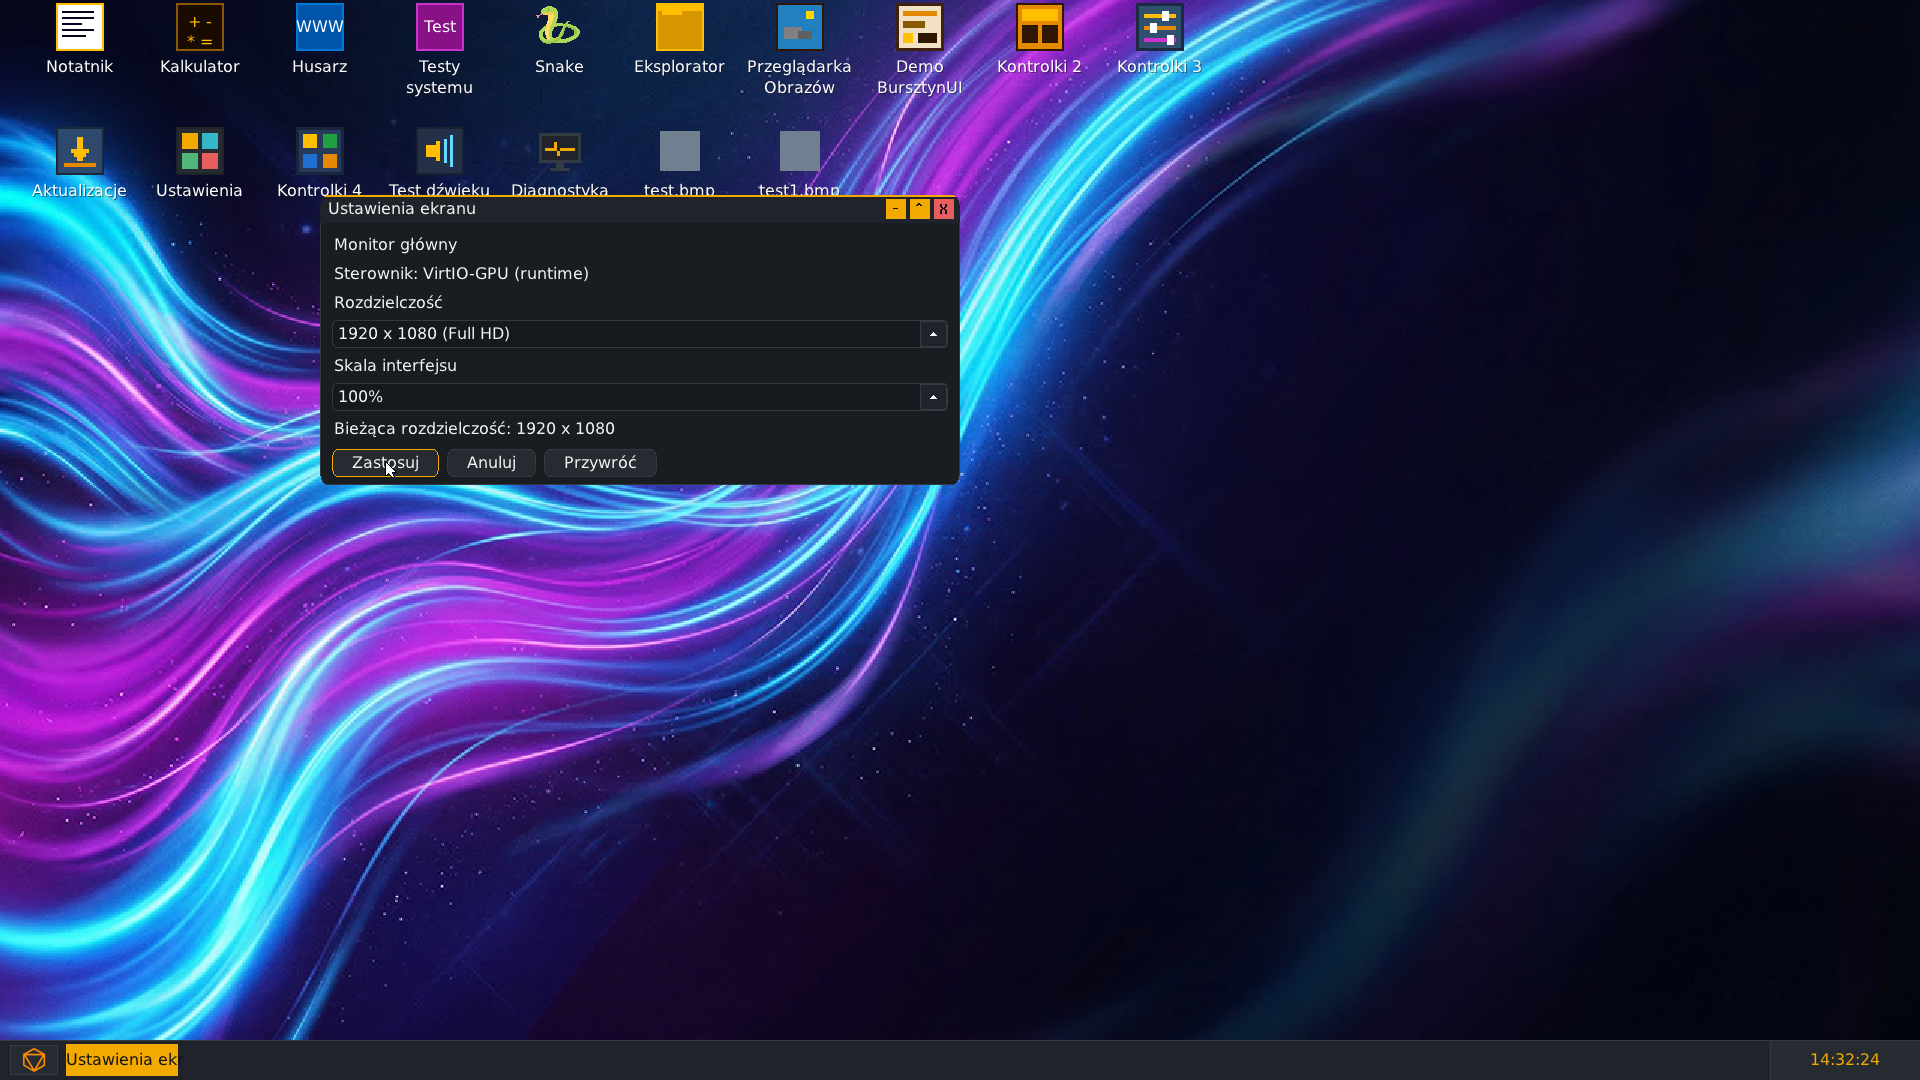 + -
* =
WWW
Test
Notatnik
Kalkulator
Husarz
Testy
systemu
Snake
Eksplorator
Przeglądarka
Obrazów
Demo
BursztynUI
Kontrolki 2
Kontrolki 3
Aktualizacje
Ustawienia
Kontrolki 4
Test dźwięku
Diagnostyka
test.bmp
test1.bmp
Ustawienia ekranu
- ^ X
Monitor główny
Sterownik: VirtIO-GPU (runtime)
Rozdzielczość
1920 x 1080 (Full HD)
Skala interfejsu
100%
Bieżąca rozdzielczość: 1920 x 1080
Zastosuj
Anuluj
Przywróć
Ustawienia ekr
14:32:24